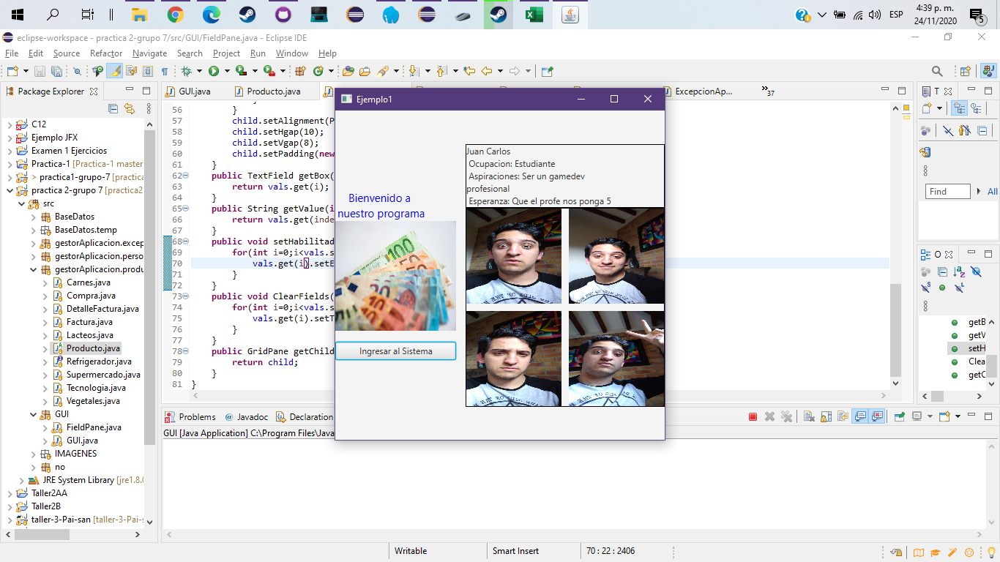 ESP
4:39 p. m.
24/11/2020
5
eclipse-workspace - practica 2-grupo 7/src/GUI/FieldPane.java - Eclipse IDE
File Edit Source Refactor Navigate Search Project Run Window Help
Package Explorer
GUI.java
Producto.java
ExcepcionAp...
37
T
C12
Ejemplo JFX
Examen 1 Ejercicios
Practica-1 [Practica-1 master
> practica1-grupo-7 [practica
practica 2-grupo 7 [practica2
src
BaseDatos
BaseDatos.temp
gestorAplicacion.excep
gestorAplicacion.perso
gestorAplicacion.produ
Carnes.java
Compra.java
DetalleFactura.java
Factura.java
Lacteos.java
Producto.java
Refrigerador.java
Supermercado.java
Tecnologia.java
Vegetales.java
GUI
FieldPane.java
GUI.java
IMAGENES
no
JRE System Library [jre1.8.0
Taller2AA
Taller2B
taller-3-Pai-san [taller-3-Pai-s
56 }
57 child.setAlignment(P
58 child.setHgap(10);
59 child.setVgap(8);
60 child.setPadding(new
61 }
62 public TextField getBox(
63 return vals.get(i);
64 }
65 public String getValue(i
66 return vals.get(inde
67 }
68 public void setHabilitad
69 for(int i=0;i<vals.s
70 vals.get(i).setE
71 }
72 }
73 public void ClearFields(
74 for(int i=0;i<vals.s
75 vals.get(i).setT
76 }
77 }
78 public GridPane getChild
79 return child;
80 }
81 }
Ejemplo1
Bienvenido a
nuestro programa
Ingresar al Sistema
Juan Carlos
Ocupacion: Estudiante
Aspiraciones: Ser un gamedev
profesional
Esperanza: Que el profe nos ponga 5
Find
All
O
getB
getV
setH
Clea
getC
Problems
@ Javadoc
Declaration
GUI [Java Application] C:\Program Files\Java
Writable
Smart Insert
70 : 22 : 2406